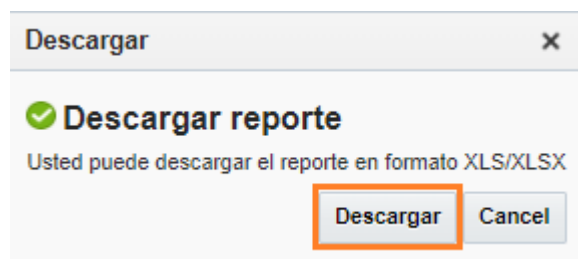 Descargar
Descargar reporte
Usted puede descargar el reporte en formato XLS/XLSX
Descargar Cancel